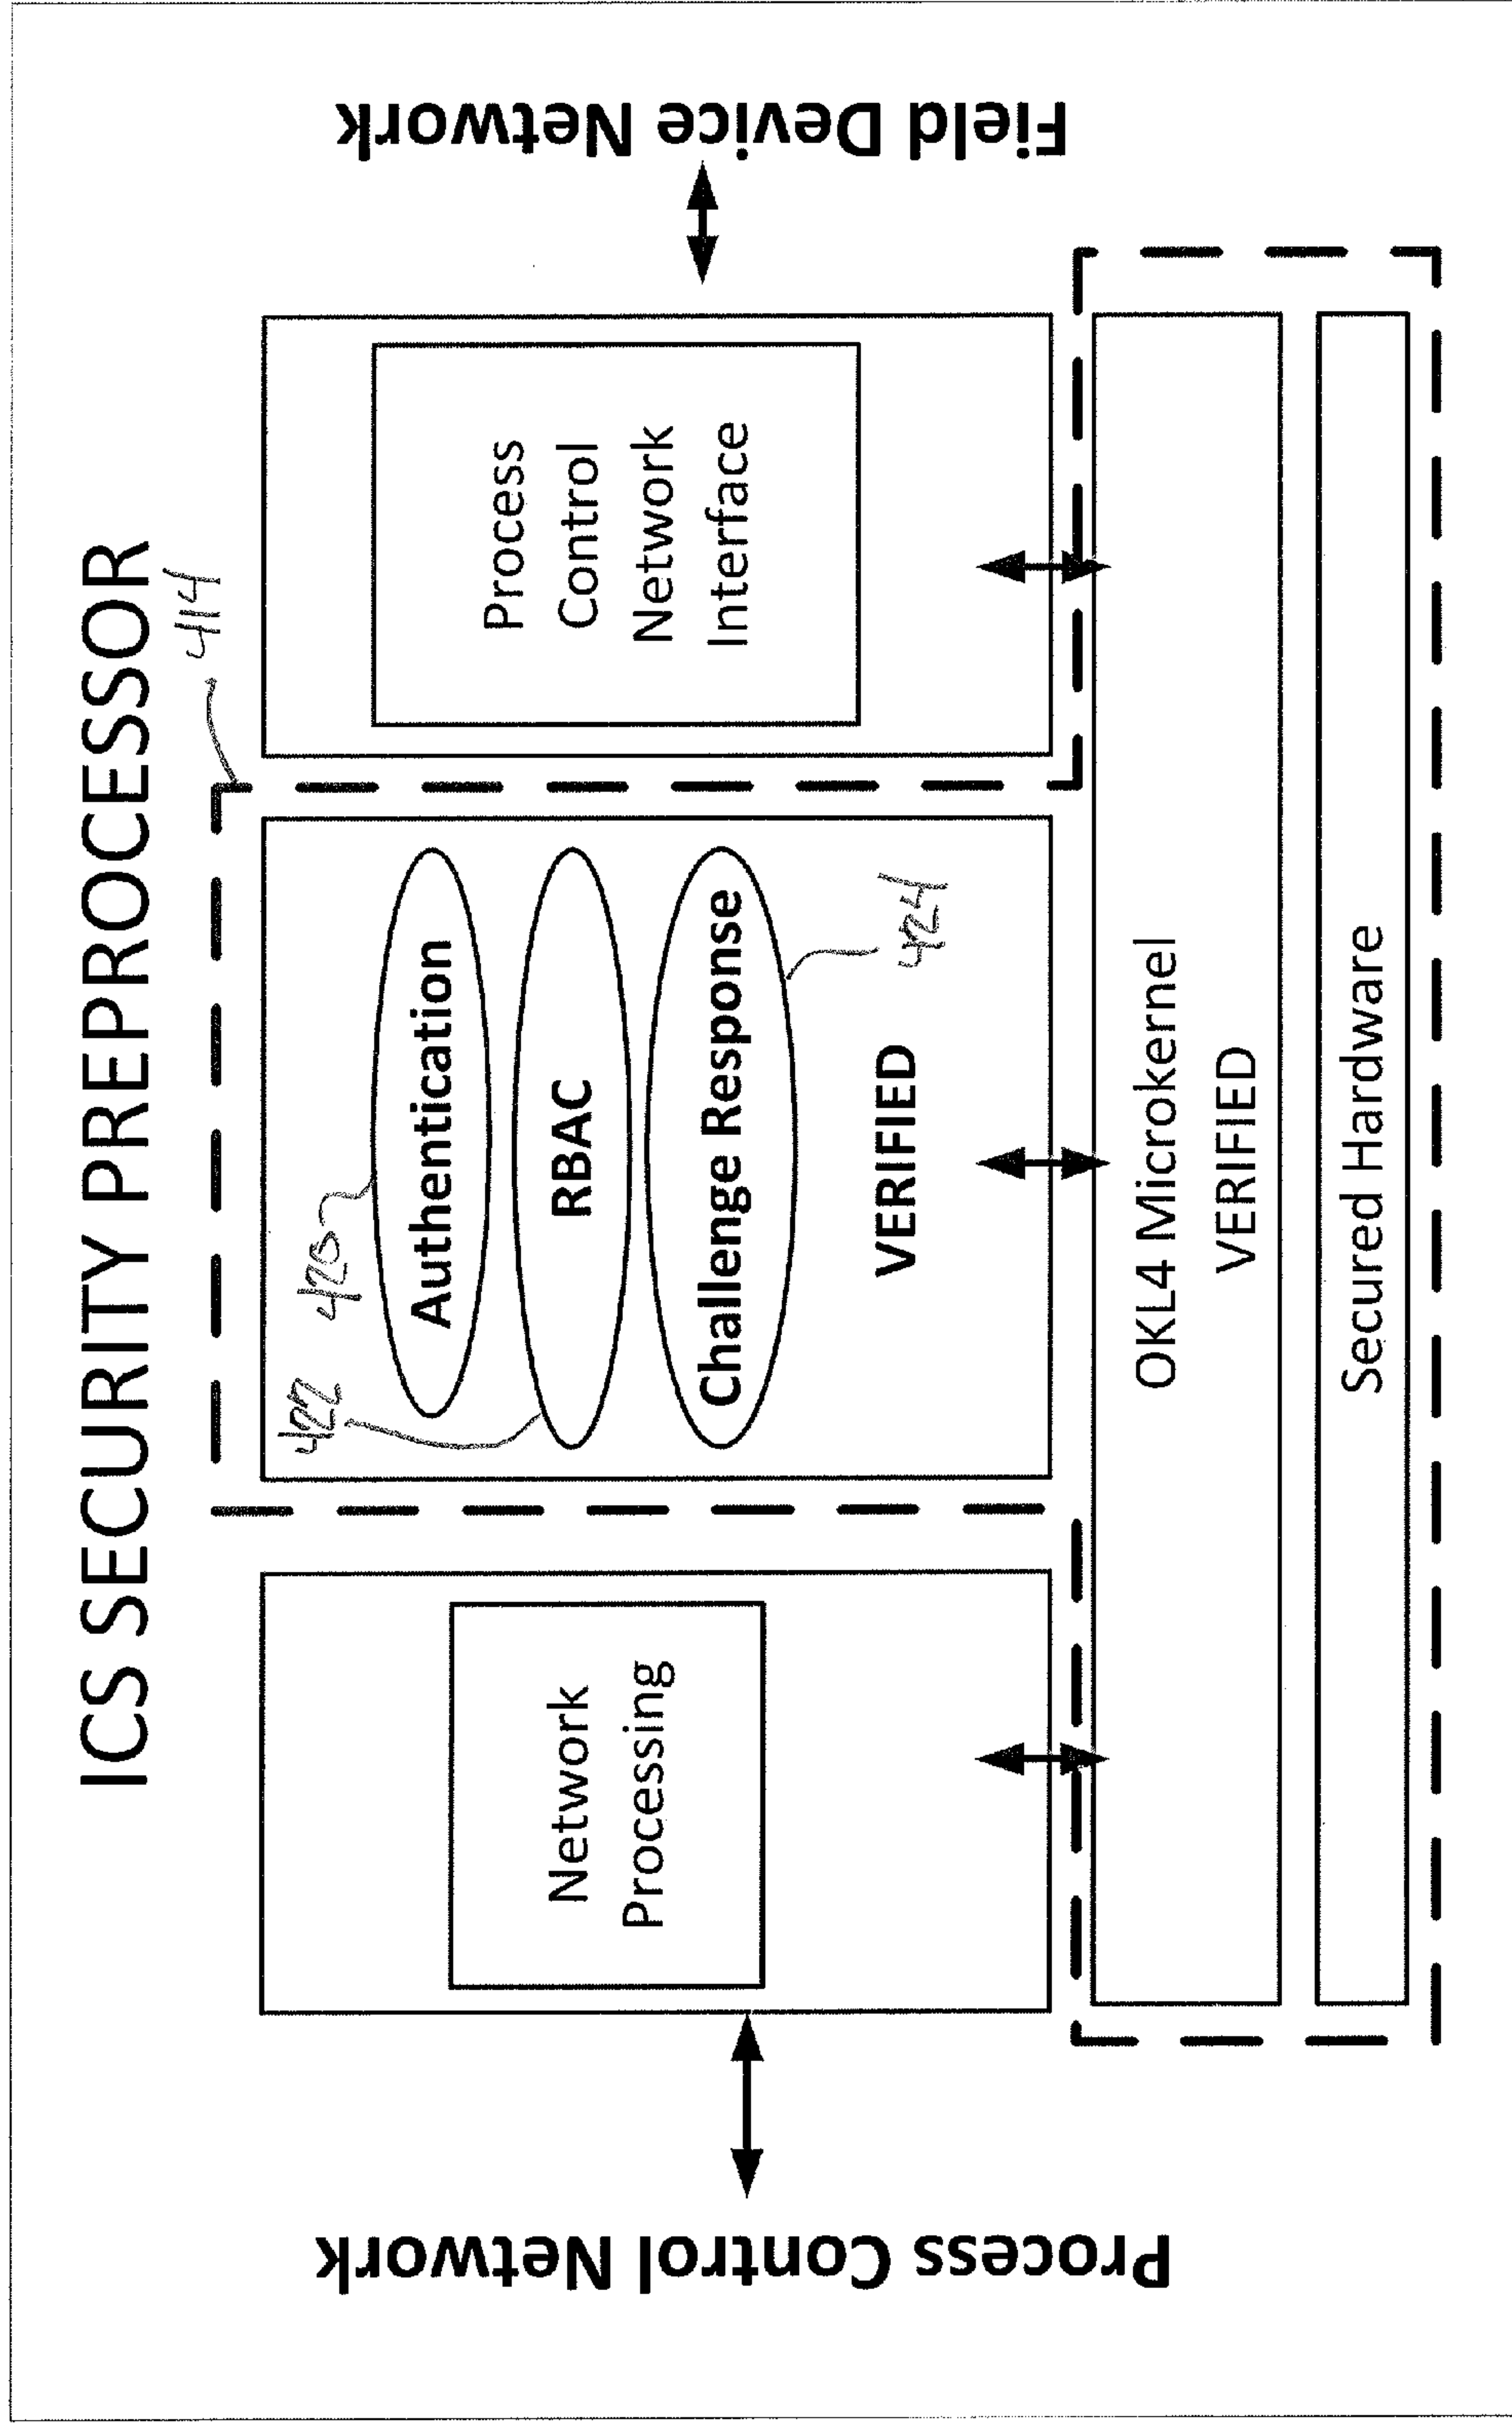 ICS SECURITY PREPROCESSOR
414
Process Control Network
Network
Processing
422
420
Authentication
RBAC
Challenge Response
424
VERIFIED
Process
Control
Network
Interface
Field Device Network
OKL4 Microkernel
VERIFIED
Secured Hardware